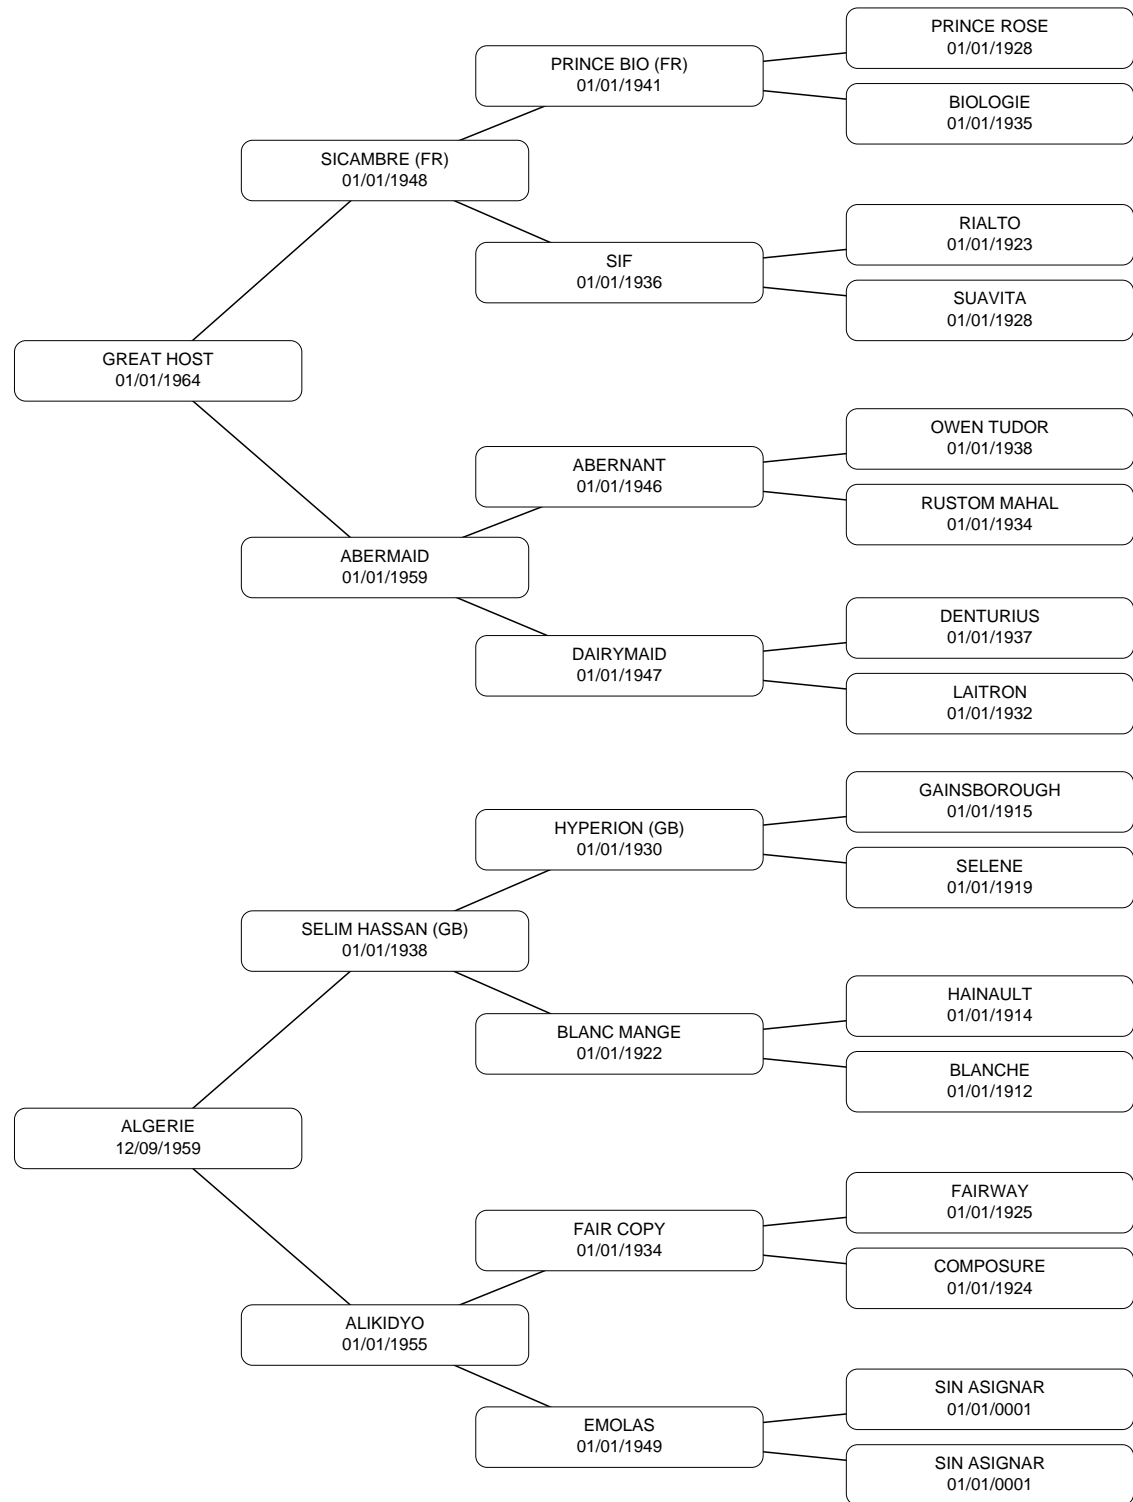 PRINCE ROSE
01/01/1928
PRINCE BIO (FR)
01/01/1941
BIOLOGIE
01/01/1935
SICAMBRE (FR)
01/01/1948
RIALTO
01/01/1923
SIF
01/01/1936
SUAVITA
01/01/1928
GREAT HOST
01/01/1964
OWEN TUDOR
01/01/1938
ABERNANT
01/01/1946
RUSTOM MAHAL
01/01/1934
ABERMAID
01/01/1959
DENTURIUS
01/01/1937
DAIRYMAID
01/01/1947
LAITRON
01/01/1932
GAINSBOROUGH
01/01/1915
HYPERION (GB)
01/01/1930
SELENE
01/01/1919
SELIM HASSAN (GB)
01/01/1938
HAINAULT
01/01/1914
BLANC MANGE
01/01/1922
BLANCHE
01/01/1912
ALGERIE
12/09/1959
FAIRWAY
01/01/1925
FAIR COPY
01/01/1934
COMPOSURE
01/01/1924
ALIKIDYO
01/01/1955
SIN ASIGNAR
01/01/0001
EMOLAS
01/01/1949
SIN ASIGNAR
01/01/0001